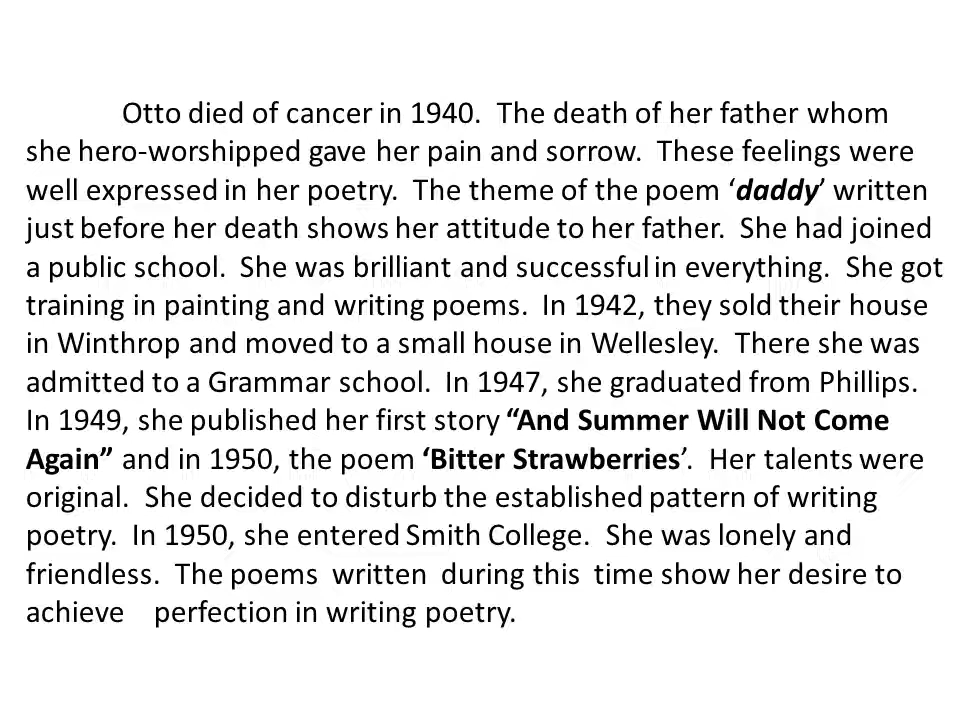 Otto died of cancer in 1940. The death of her father whom
she hero-worshipped gave her pain and sorrow. These feelings were
well expressed in her poetry. The theme of the poem ‘daddy’ written
just before her death shows her attitude to her father. She had joined
a public school. She was brilliant and successful in everything. She got
training in painting and writing poems. In 1942, they sold their house
in Winthrop and moved to a small house in Wellesley. There she was
admitted to a Grammar school. In 1947, she graduated from Phillips.
In 1949, she published her first story “And Summer Will Not Come
Again” and in 1950, the poem ‘Bitter Strawberries’. Her talents were
original. She decided to disturb the established pattern of writing
poetry. In 1950, she entered Smith College. She was lonely and
friendless. The poems written during this time show her desire to
achieve perfection in writing poetry.